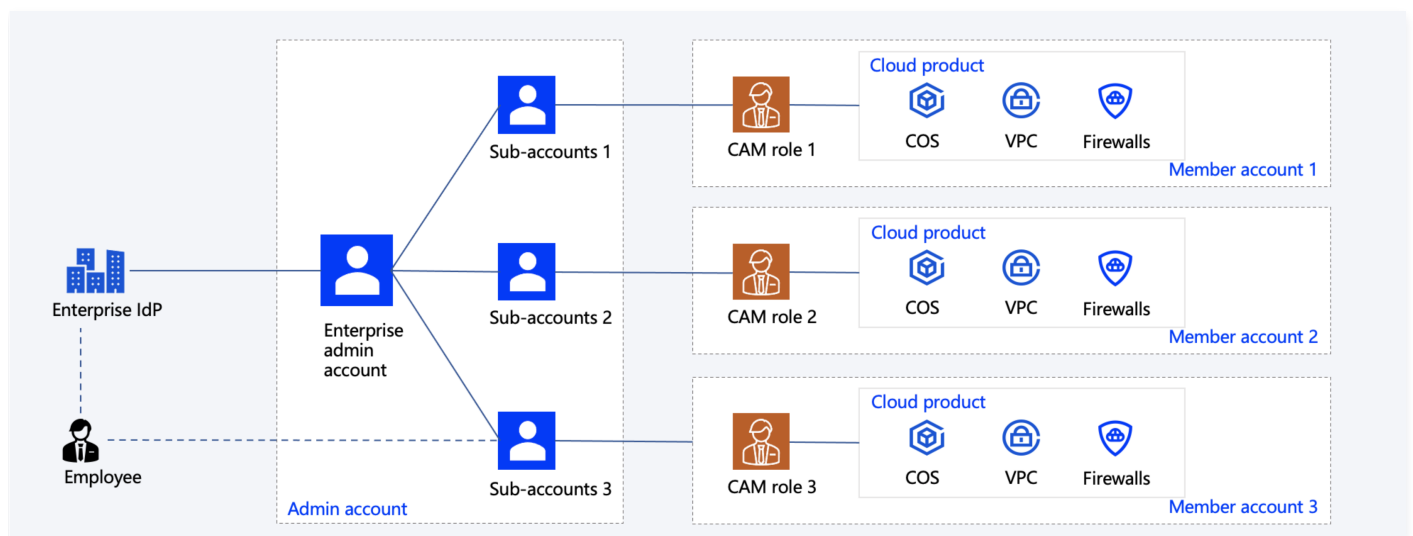 Cloud product
COS
VPC
Firewalls
Sub-accounts 1
CAM role 1
Member account 1
Cloud product
COS
VPC
Firewalls
Enterprise IdP
Enterprise
admin
account
Sub-accounts 2
CAM role 2
Member account 2
Cloud product
COS
VPC
Firewalls
Employee
Sub-accounts 3
CAM role 3
Admin account
Member account 3